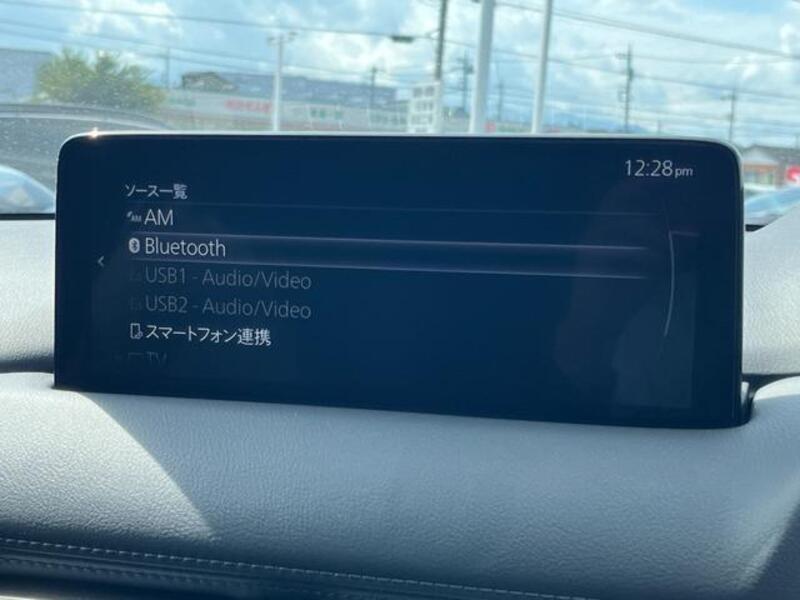 12:28pm
ソース一覧
AM
Bluetooth
USB1 - Audio/Video
USB2 - Audio/Video
スマートフォン連携
TV